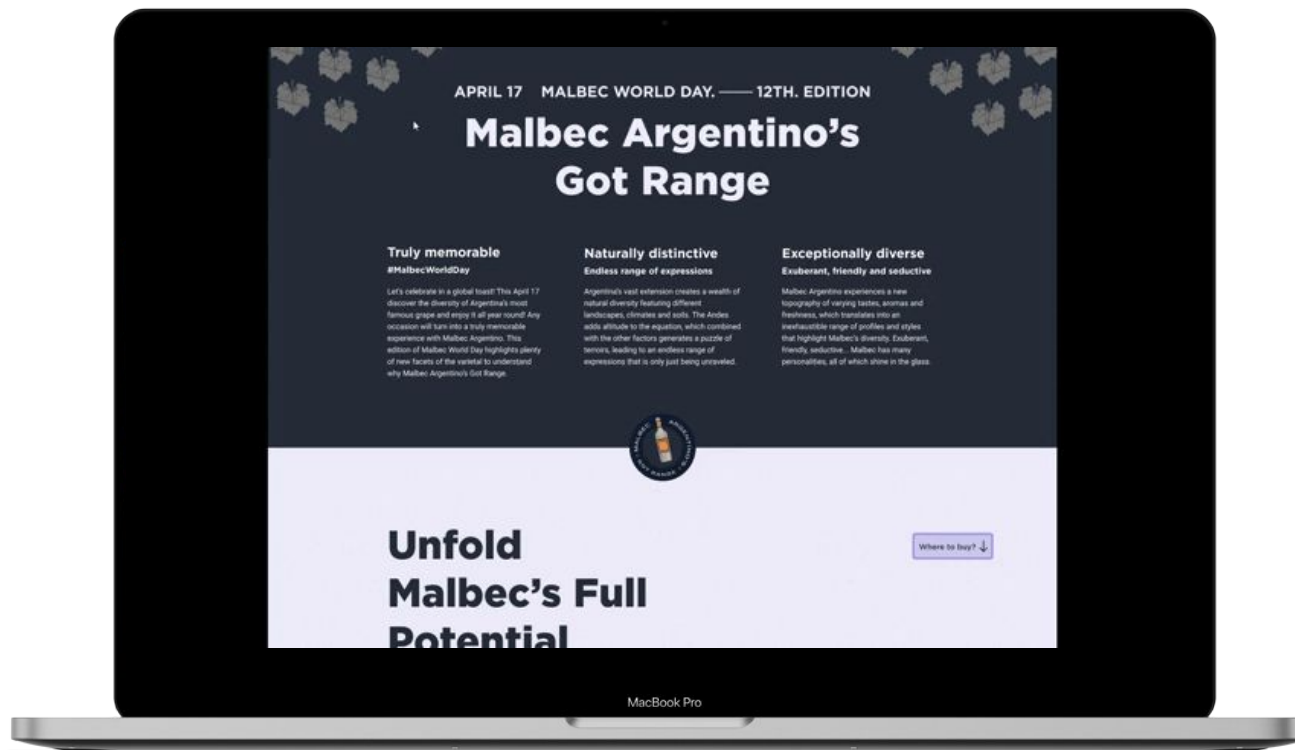 APRIL 17 MALBEC WORLD DAY. —— 12TH. EDITION
Malbec Argentino’s
Got Range
Truly memorable
#MalbecWorldDay
Let's celebrate in a global toast! This April 17
discover the diversity of Argentina's most
famous grape and enjoy it all year round! Any
occasion will turn into a truly memorable
experience with Malbec Argentino. This
edition of Malbec World Day highlights plenty
of new facets of the varietal to understand
why Malbec Argentino's Got Range.
Naturally distinctive
Endless range of expressions
Argentina's vast extension creates a wealth of
natural diversity featuring different
landscapes, climates and soils. The Andes
adds altitude to the equation, which combined
with the other factors generates a puzzle of
terroirs, leading to an endless range of
expressions that is only just being unraveled.
Exceptionally diverse
Exuberant, friendly and seductive
Malbec Argentino experiences a new
topography of varying tastes, aromas and
freshness, which translates into an
inexhaustible range of profiles and styles
that highlight Malbec's diversity. Exuberant,
friendly, seductive... Malbec has many
personalities, all of which shine in the glass.
MALBEC ARGENTINO'S GOT RANGE
Unfold
Malbec’s Full
Potential
Where to buy? ↓
MacBook Pro